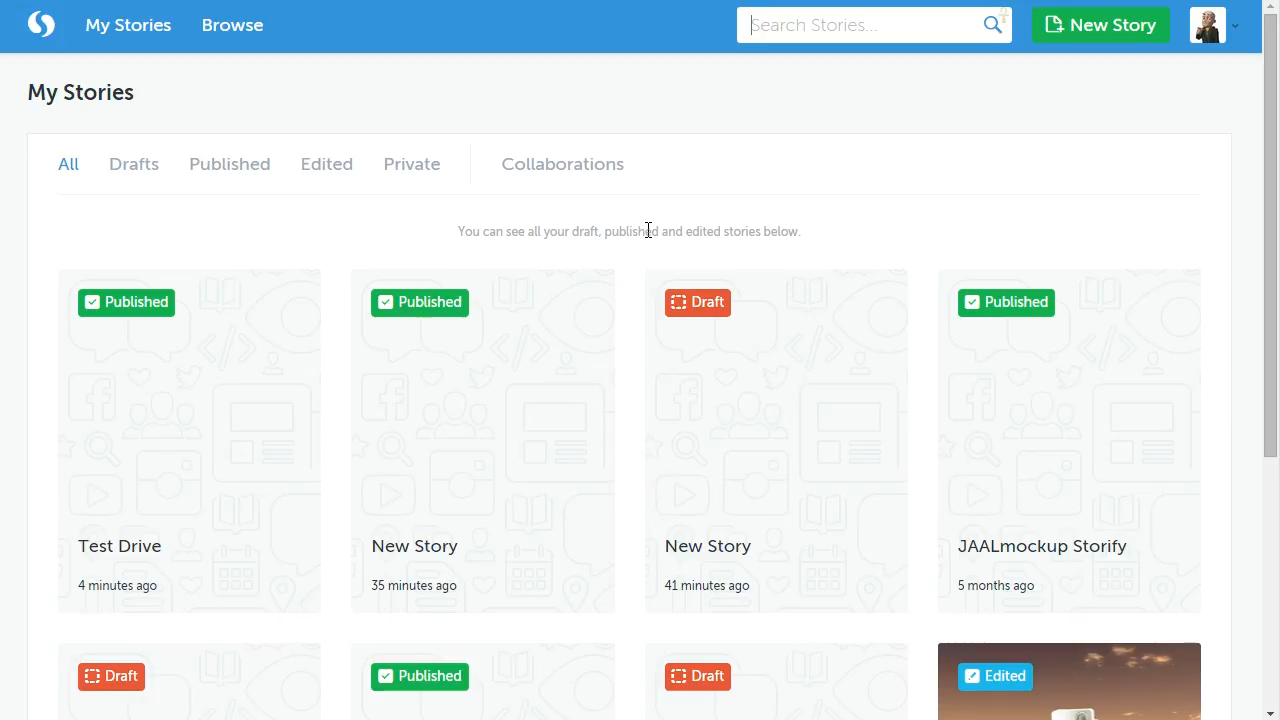 My Stories Browse Search Stories... New Story
My Stories
All Drafts Published Edited Private Collaborations
You can see all your draft, published and edited stories below.
Published Published Draft Published
Test Drive New Story New Story JAALmockup Storify
4 minutes ago 35 minutes ago 41 minutes ago 5 months ago
Draft Published Draft Edited